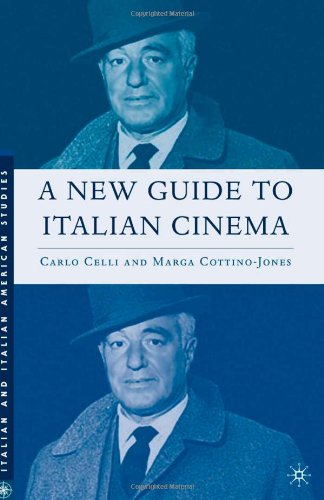 A NEW GUIDE TO
ITALIAN CINEMA
CARLO CELLI AND MARGA COTTINO-JONES
ITALIAN AND ITALIAN AMERICAN STUDIES